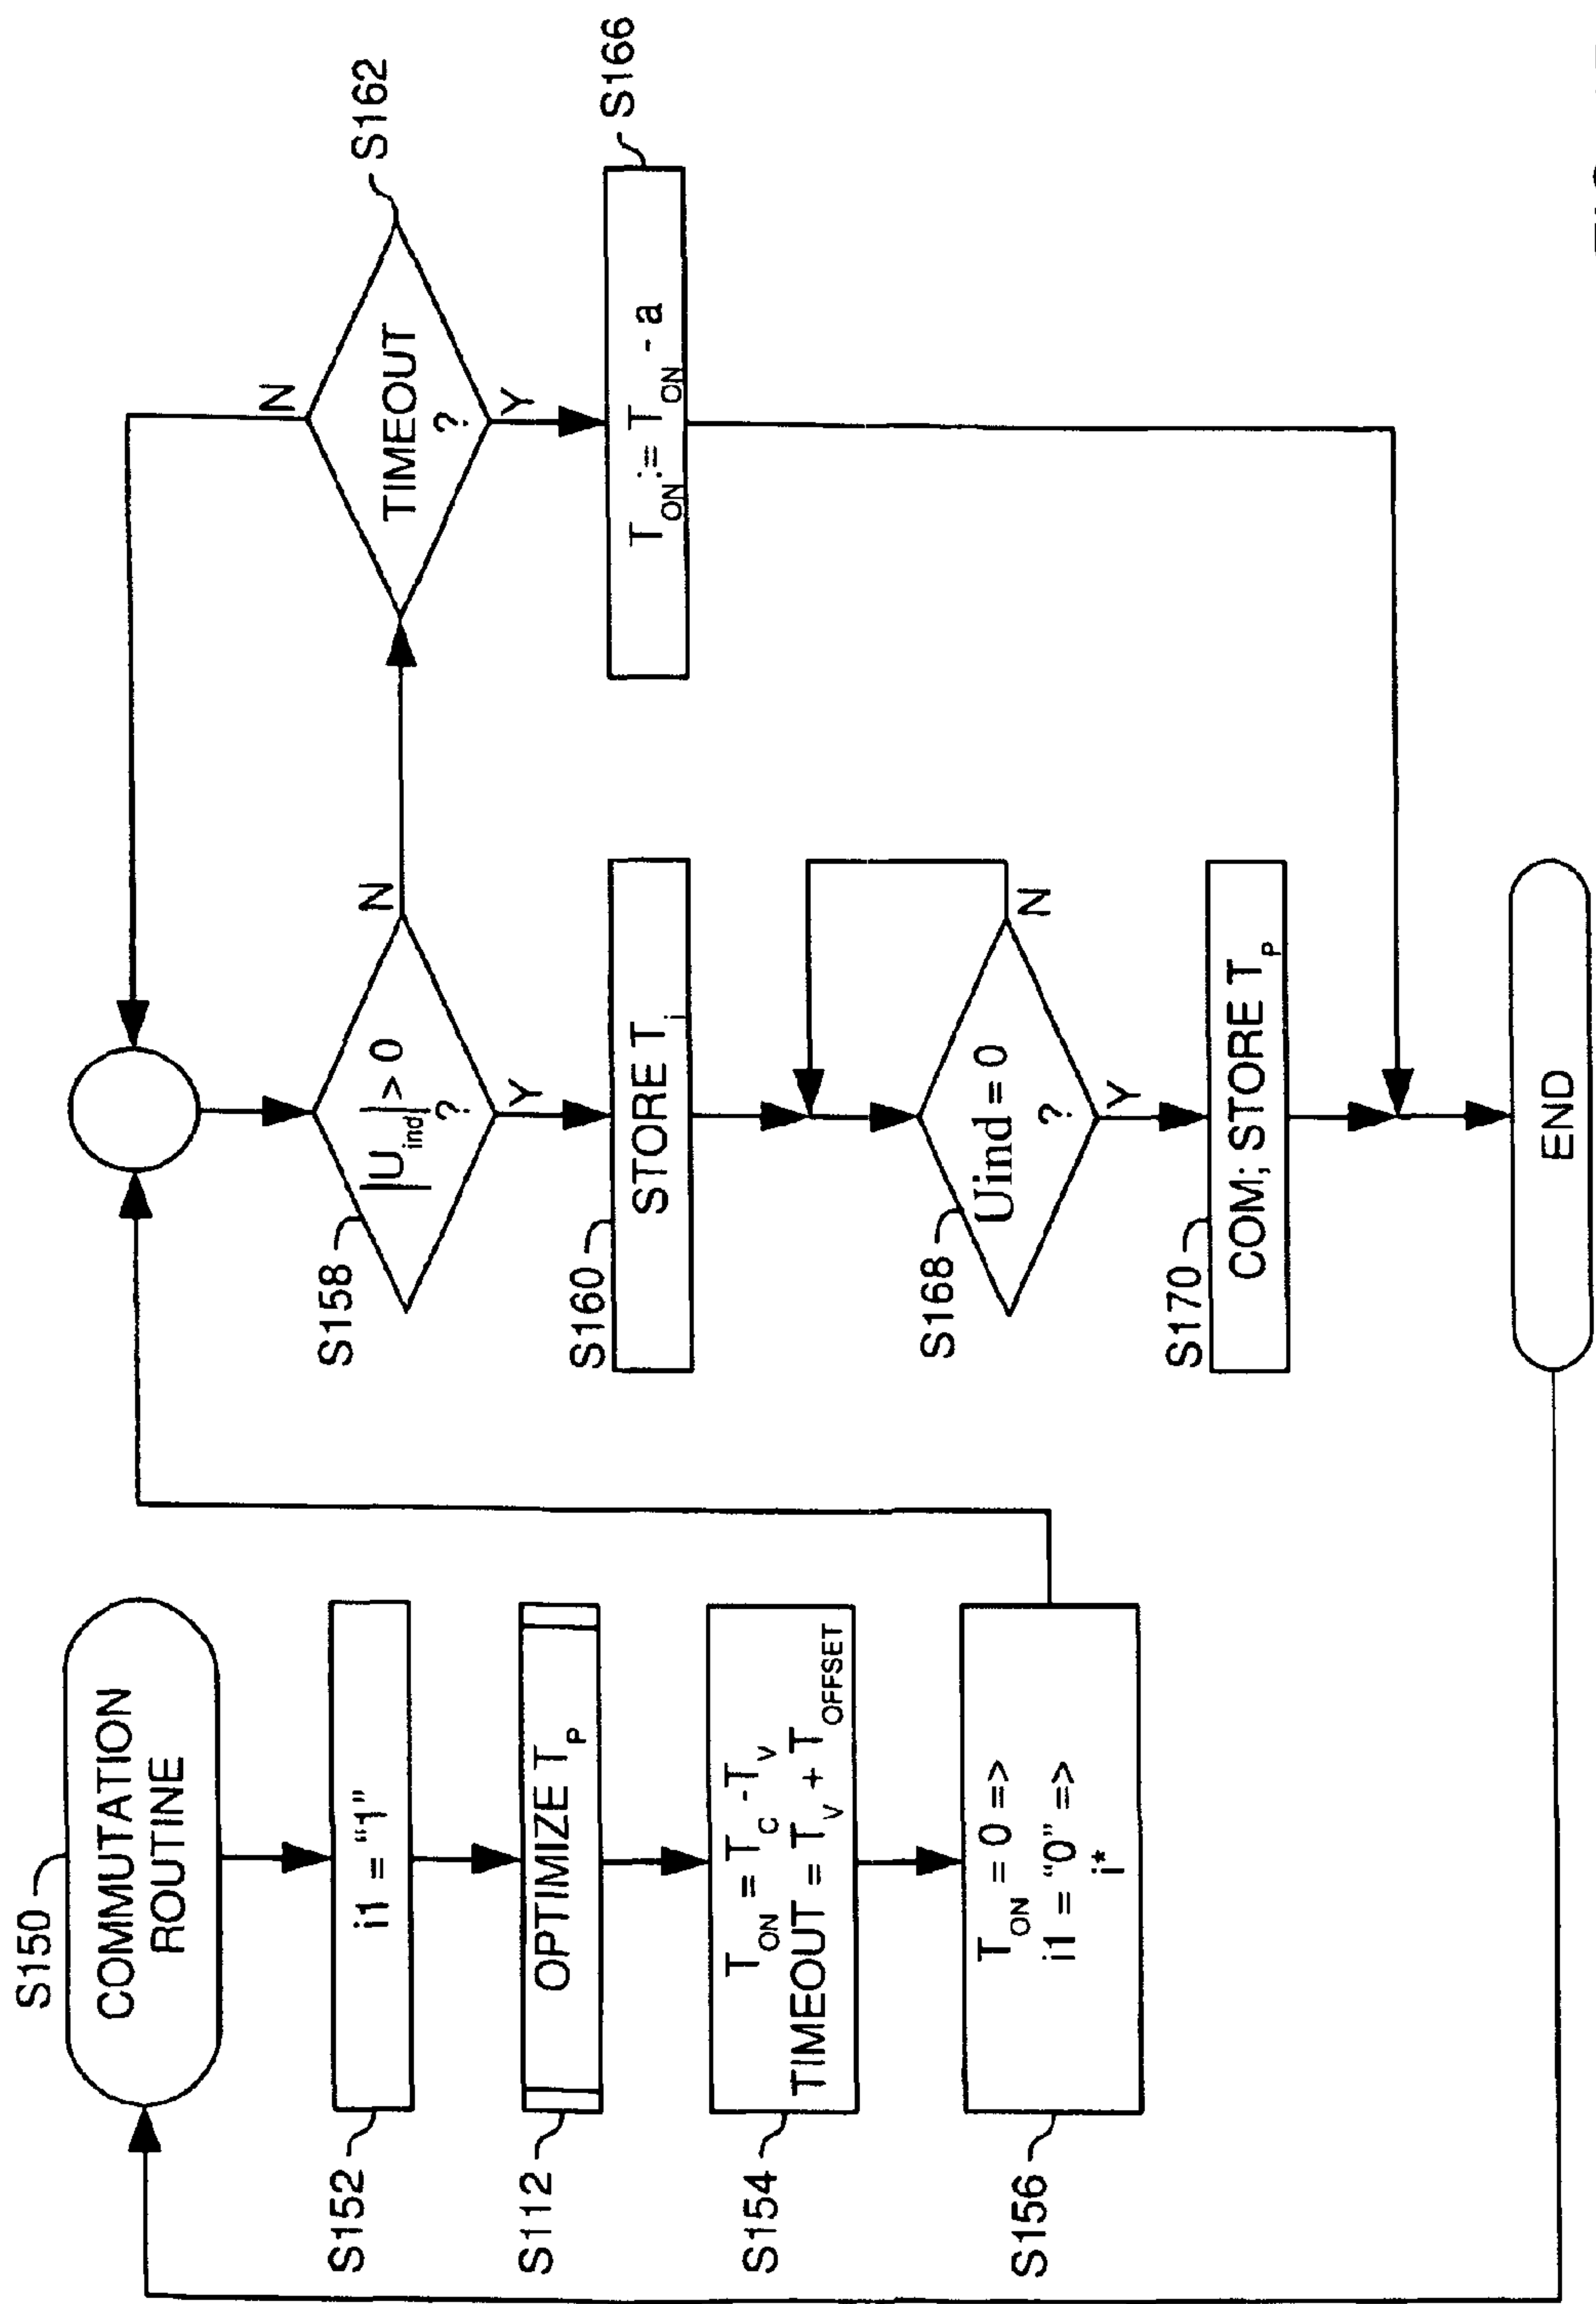 S150
COMMUTATION
ROUTINE
S152
i1 = “1”
S112
OPTIMIZE T_P
S154
T_ON = T_C - T_V
TIMEOUT = T_V + T_OFFSET
S156
T_ON = 0 =>
i1 = “0” =>
i*
S158
|U_ind| > 0
?
N
Y
S162
TIMEOUT
?
N
Y
S160
STORE T_i
S166
T_ON := T_ON - a
S168
Uind = 0
?
N
Y
S170
COM; STORE T_P
END